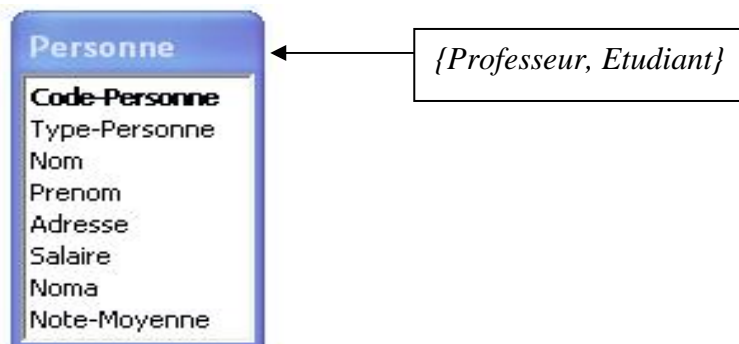 Personne
{Professeur, Etudiant}
Code-Personne
Type-Personne
Nom
Prenom
Adresse
Salaire
Noma
Note-Moyenne